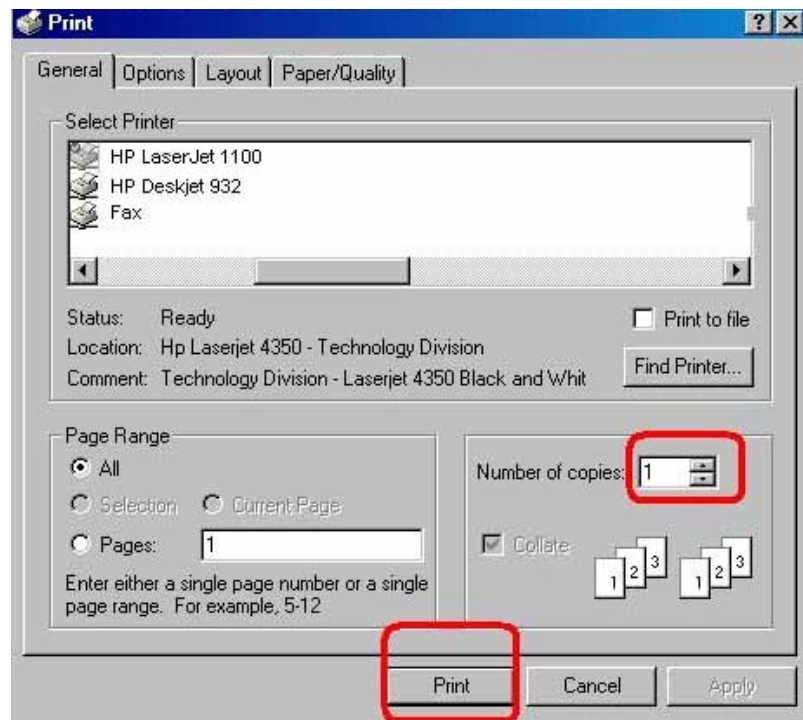 Print
General Options Layout Paper/Quality
Select Printer
HP LaserJet 1100
HP Deskjet 932
Fax
Status: Ready
Print to file
Location: Hp Laserjet 4350 - Technology Division
Comment: Technology Division - Laserjet 4350 Black and Whit
Find Printer...
Page Range
All
Selection Current Page
Pages: 1
Enter either a single page number or a single
page range. For example, 5-12
Number of copies: 1
Collate
1 2 3 1 2 3
Print Cancel Apply